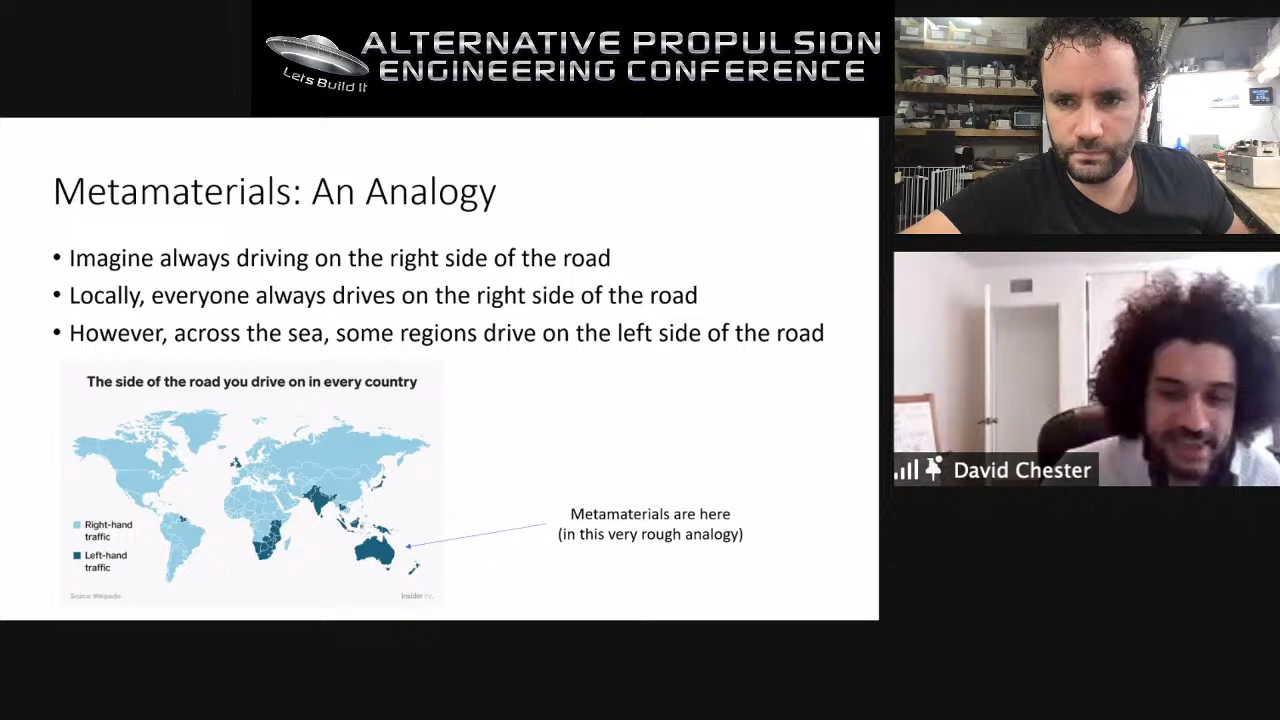 ALTERNATIVE PROPULSION
ENGINEERING CONFERENCE
Lets Build It
Metamaterials: An Analogy
• Imagine always driving on the right side of the road
• Locally, everyone always drives on the right side of the road
• However, across the sea, some regions drive on the left side of the road
The side of the road you drive on in every country
Right-hand
traffic
Left-hand
traffic
Source: Wikipedia
Insider
Metamaterials are here
(in this very rough analogy)
David Chester